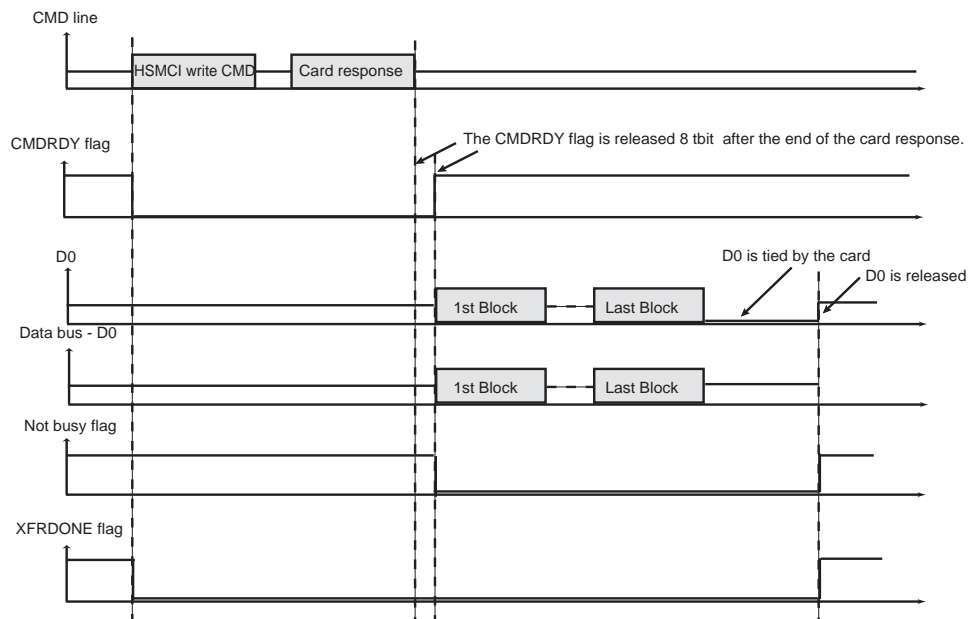 CMD line
HSMCI write CMD
Card response
CMDRDY flag
The CMDRDY flag is released 8 tbit after the end of the card response.
D0
D0 is tied by the card
D0 is released
1st Block
Last Block
Data bus - D0
1st Block
Last Block
Not busy flag
XFRDONE flag